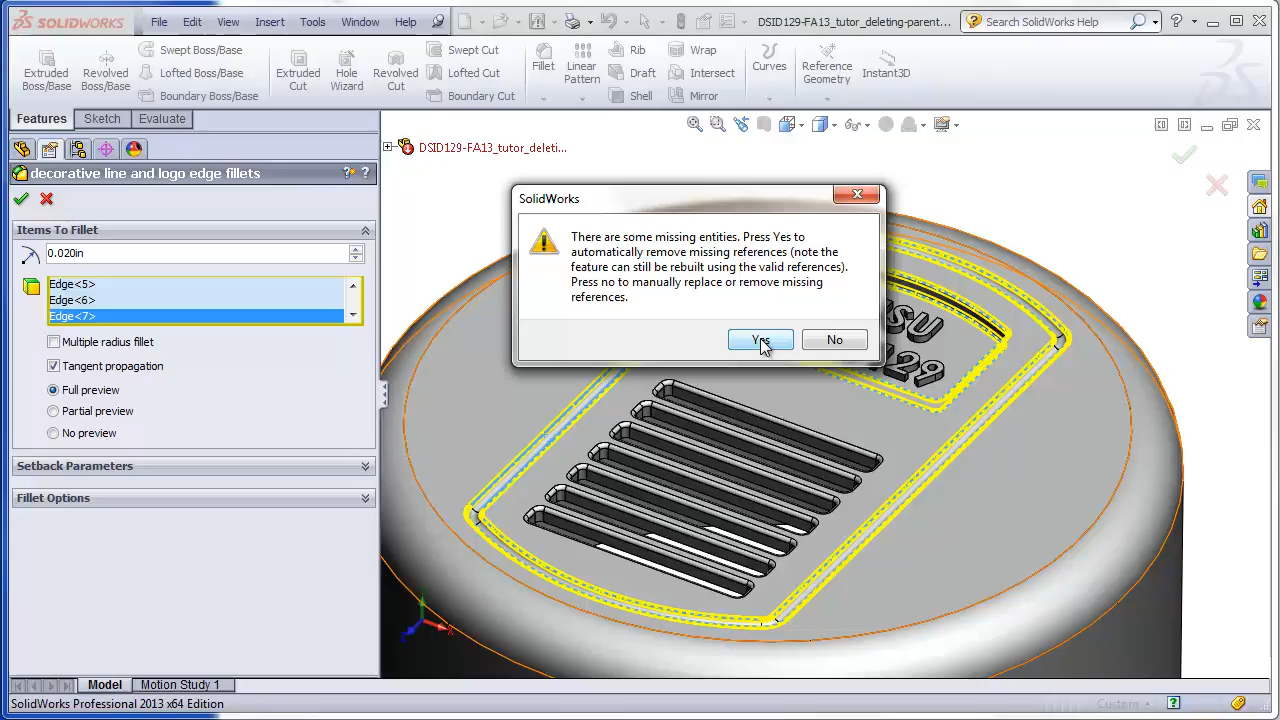 SOLIDWORKS File Edit View Insert Tools Window Help DSID129-FA13_tutor_deleting-parent... Search SolidWorks Help
Extruded Boss/Base
Revolved Boss/Base
Swept Boss/Base
Lofted Boss/Base
Boundary Boss/Base
Extruded Cut
Hole Wizard
Revolved Cut
Swept Cut
Lofted Cut
Boundary Cut
Fillet
Linear Pattern
Rib
Draft
Shell
Wrap
Intersect
Mirror
Curves
Reference Geometry
Instant3D
Features Sketch Evaluate
DSID129-FA13_tutor_deleti...
decorative line and logo edge fillets
Items To Fillet
0.020in
Edge<5>
Edge<6>
Edge<7>
Multiple radius fillet
Tangent propagation
Full preview
Partial preview
No preview
Setback Parameters
Fillet Options
SolidWorks
There are some missing entities. Press Yes to
automatically remove missing references (note the
feature can still be rebuilt using the valid references).
Press no to manually replace or remove missing
references.
Yes No
Model Motion Study 1
SolidWorks Professional 2013 x64 Edition
Custom